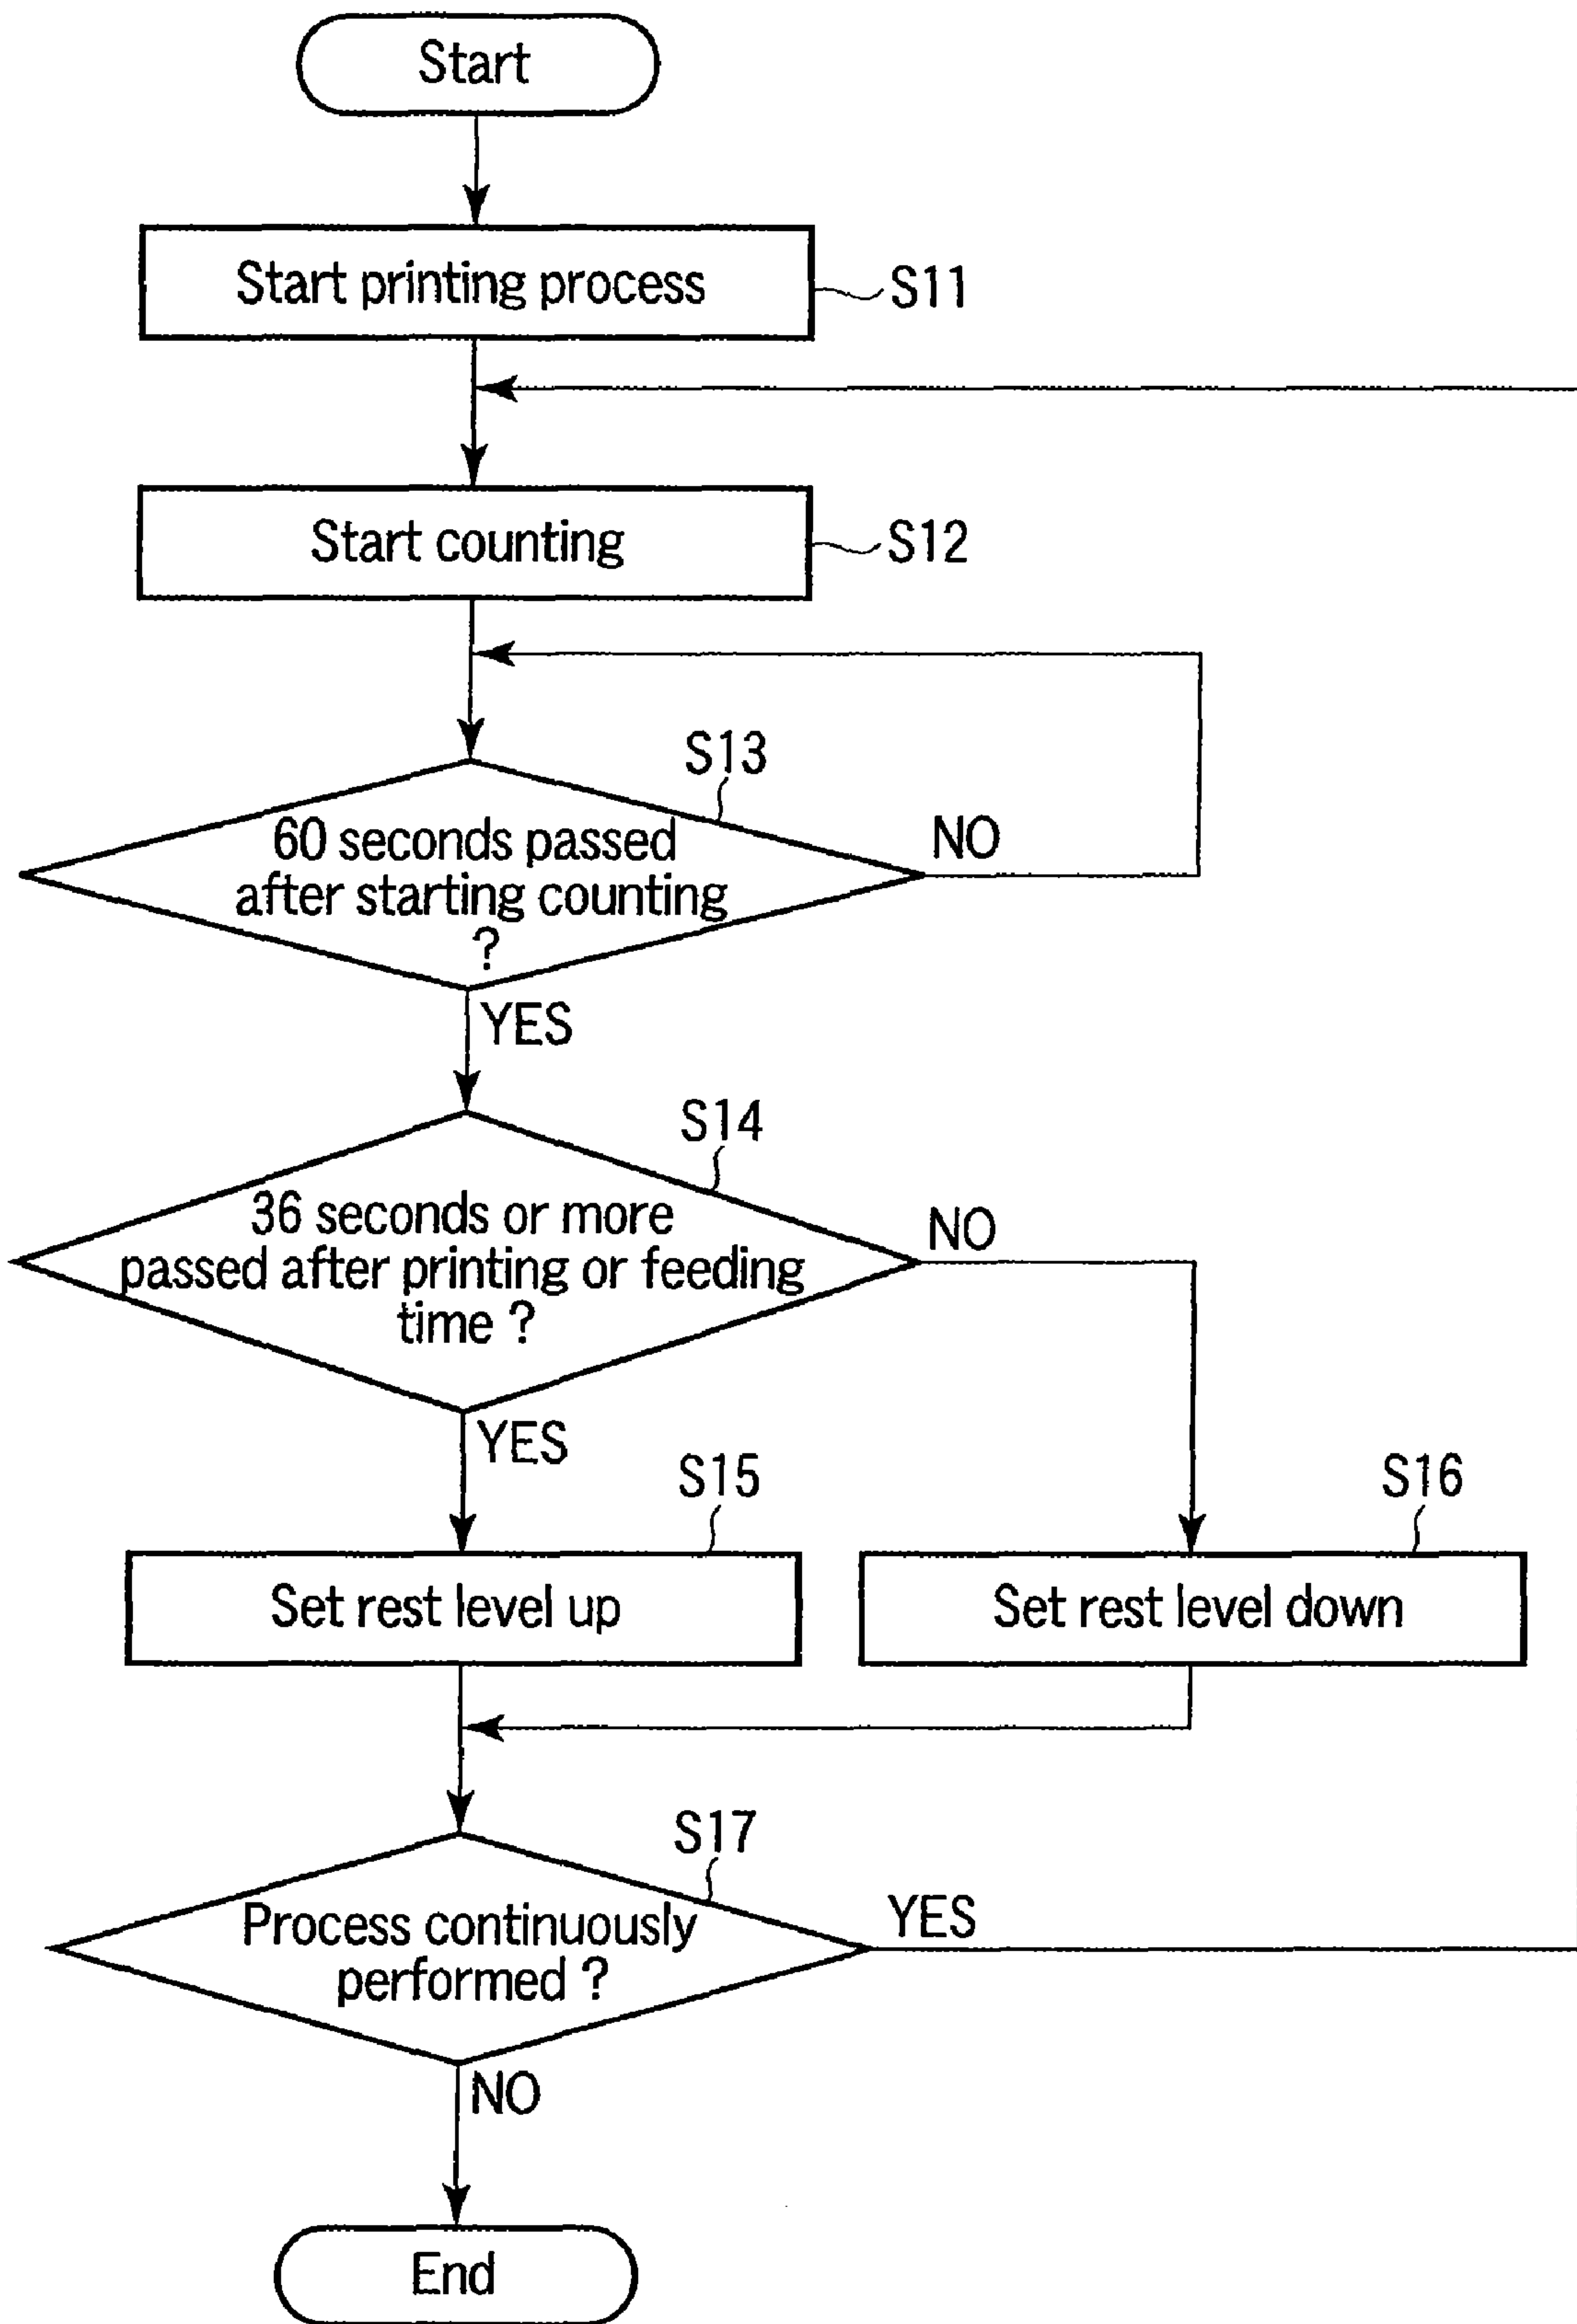 Start
Start printing process
S11
Start counting
S12
S13
60 seconds passed
after starting counting
?
NO
YES
S14
36 seconds or more
passed after printing or feeding
time ?
NO
YES
S15
S16
Set rest level up
Set rest level down
S17
Process continuously
performed ?
YES
NO
End